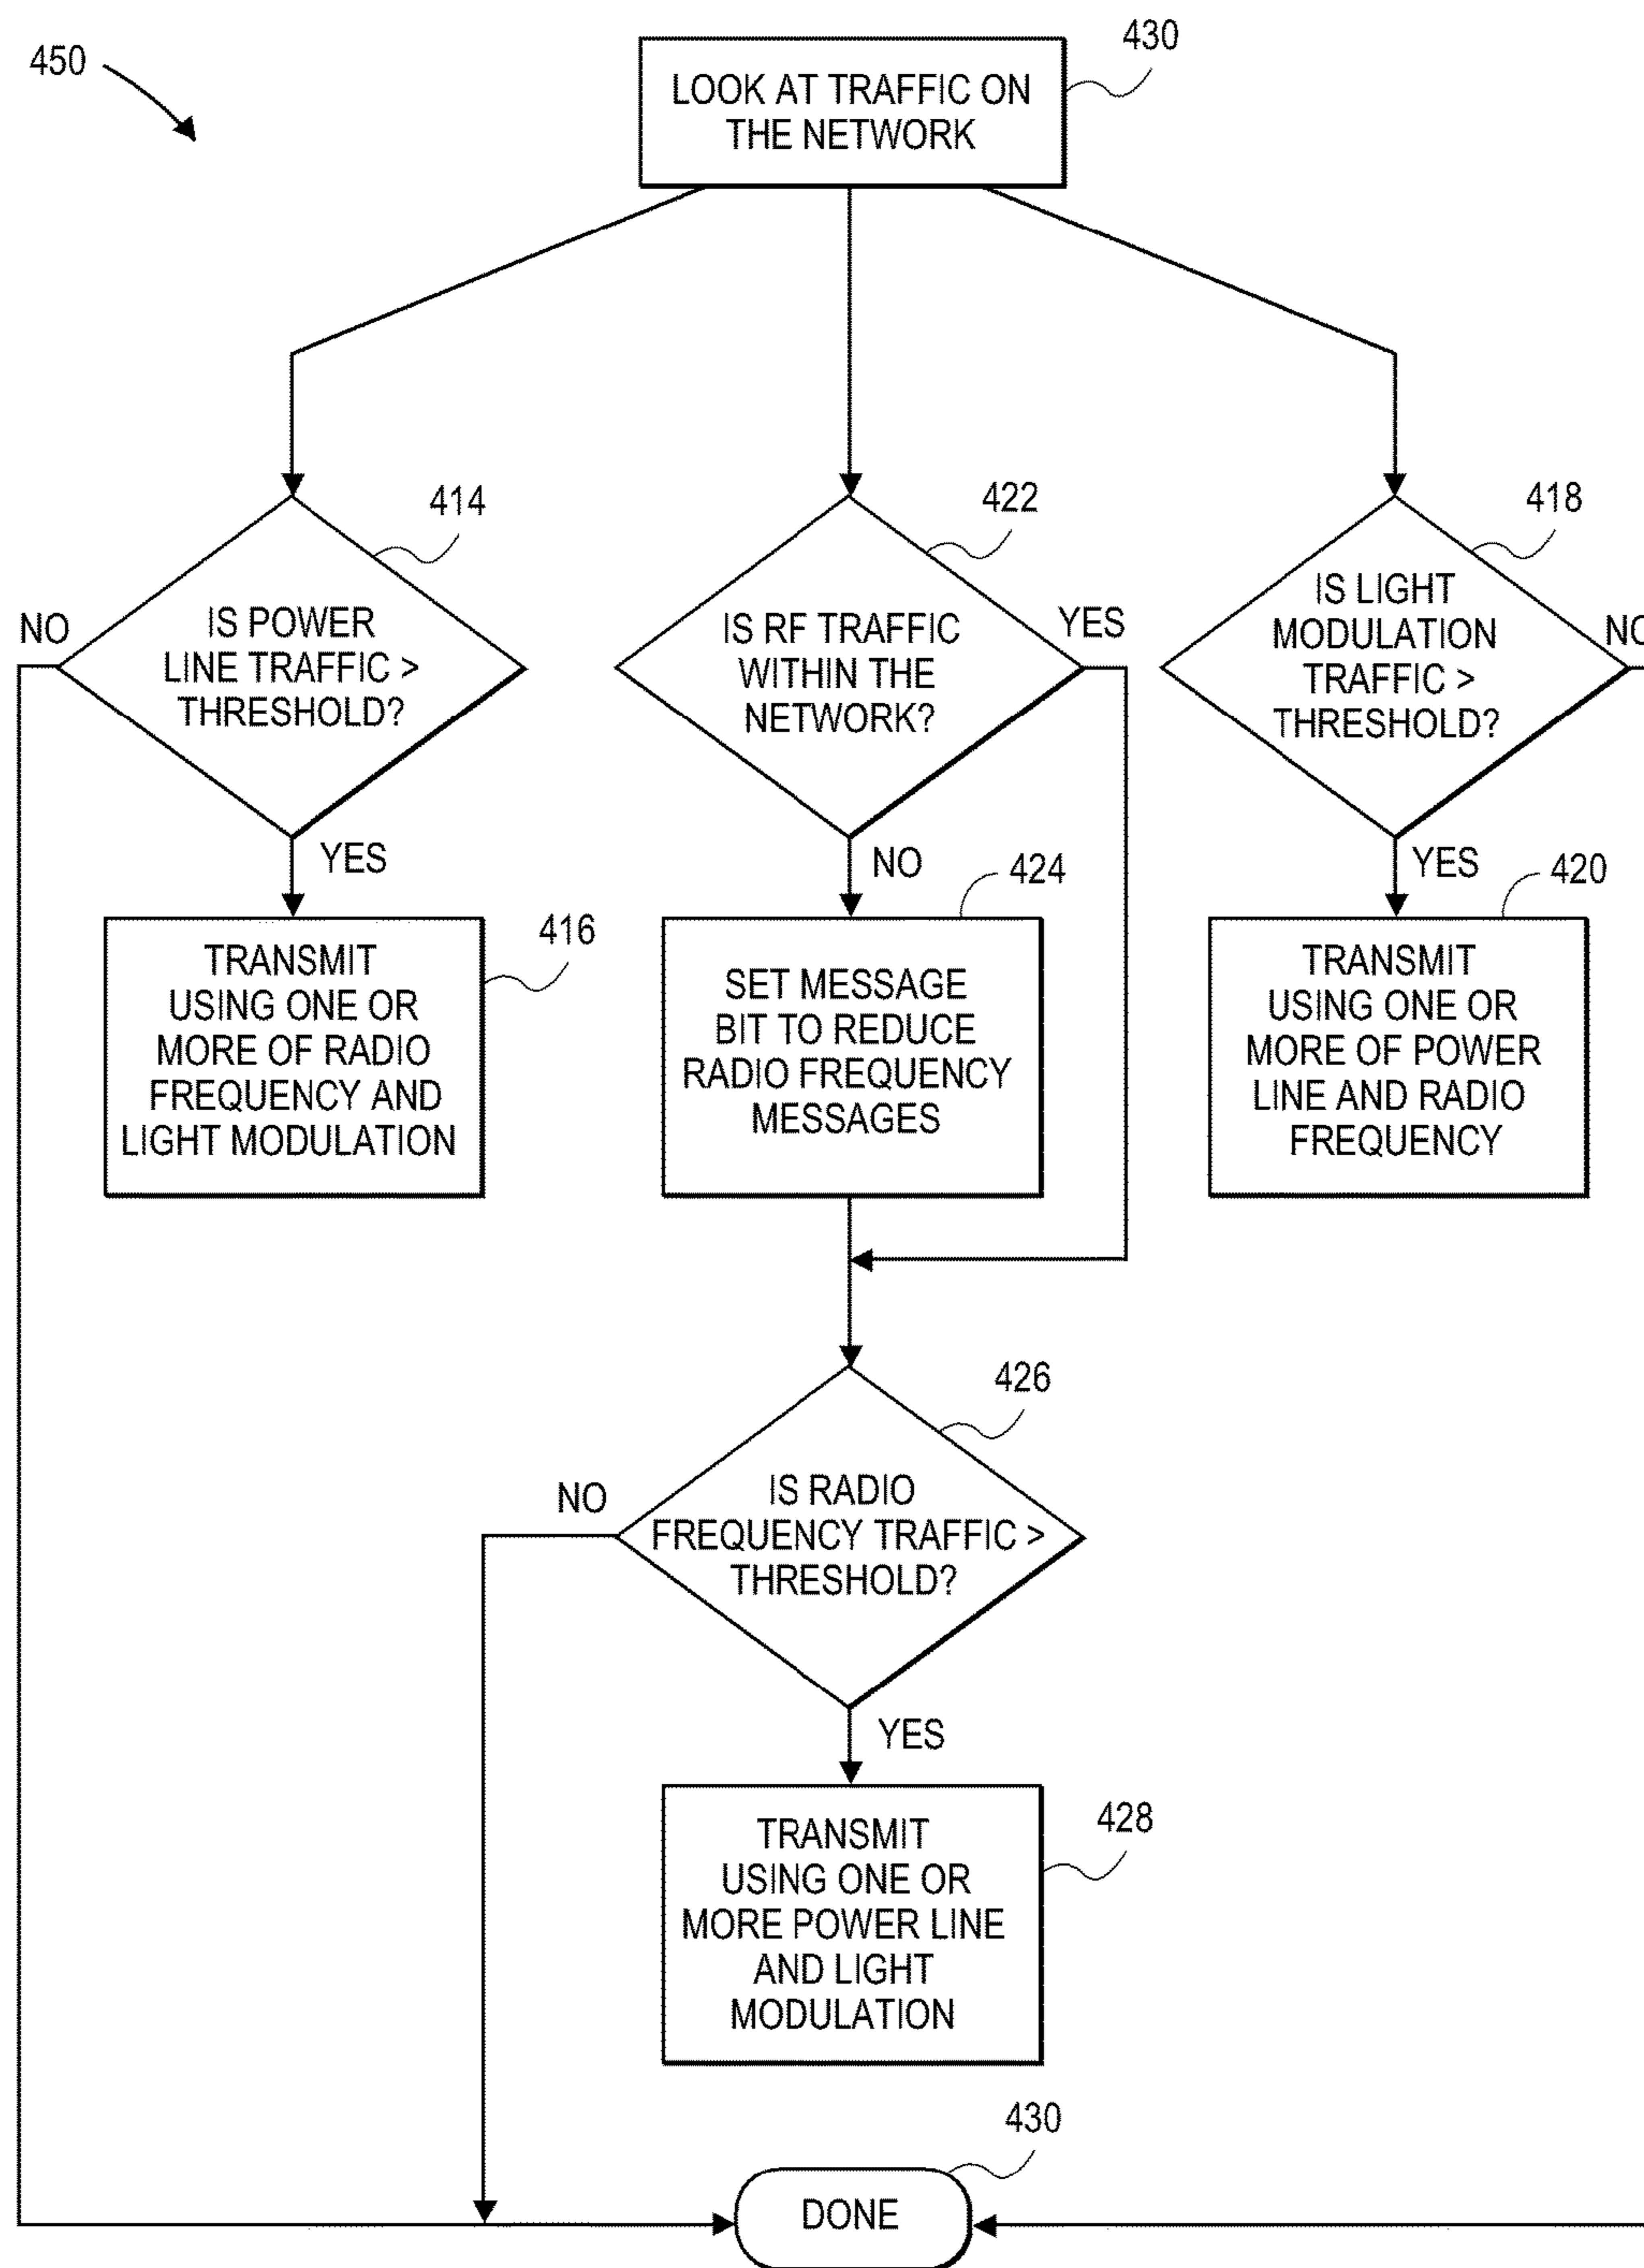 450
430
LOOK AT TRAFFIC ON
THE NETWORK
414
422
418
NO
IS POWER
LINE TRAFFIC >
THRESHOLD?
YES
IS RF TRAFFIC
WITHIN THE
NETWORK?
YES
NO
IS LIGHT
MODULATION
TRAFFIC >
THRESHOLD?
NO
YES
416
TRANSMIT
USING ONE OR
MORE OF RADIO
FREQUENCY AND
LIGHT MODULATION
424
SET MESSAGE
BIT TO REDUCE
RADIO FREQUENCY
MESSAGES
420
TRANSMIT
USING ONE OR
MORE OF POWER
LINE AND RADIO
FREQUENCY
426
NO
IS RADIO
FREQUENCY TRAFFIC >
THRESHOLD?
YES
428
TRANSMIT
USING ONE OR
MORE POWER LINE
AND LIGHT
MODULATION
430
DONE